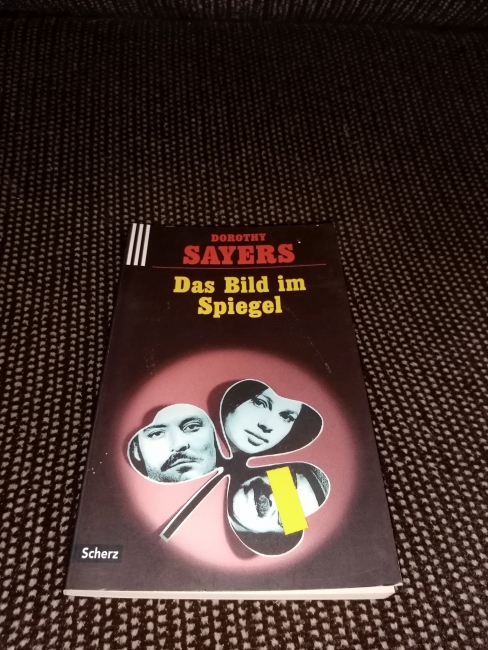 DOROTHY
SAYERS
Das Bild im
Spiegel
Scherz